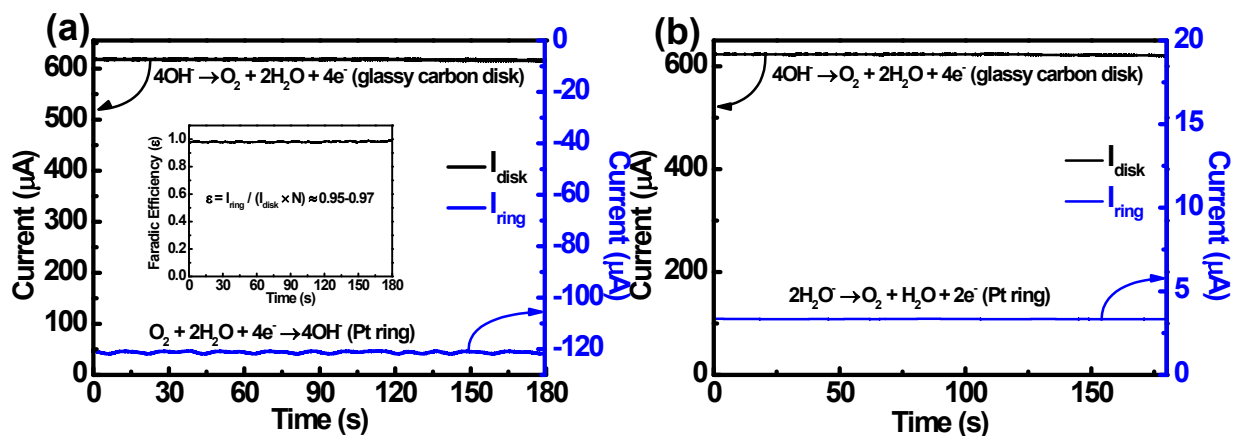 (a)
600
500
400
300
200
100
0
Current (μA)
0
-20
-40
-60
-80
-100
-120
Current (μA)
4OH⁻→O₂ + 2H₂O + 4e⁻ (glassy carbon disk)
1.0
0.8
0.6
0.4
0.2
0.0
Faradic Efficiency (ε)
ε = I_ring / (I_disk × N) ≈ 0.95-0.97
0 30 60 90 120 150 180
Time (s)
I_disk
I_ring
O₂ + 2H₂O + 4e⁻→4OH⁻ (Pt ring)
0 30 60 90 120 150 180
Time (s)
(b)
600
400
200
0
Current (μA)
20
15
10
5
0
Current (μA)
4OH⁻→O₂ + 2H₂O + 4e⁻ (glassy carbon disk)
I_disk
I_ring
2H₂O⁻→O₂ + H₂O + 2e⁻ (Pt ring)
0 50 100 150
Time (s)